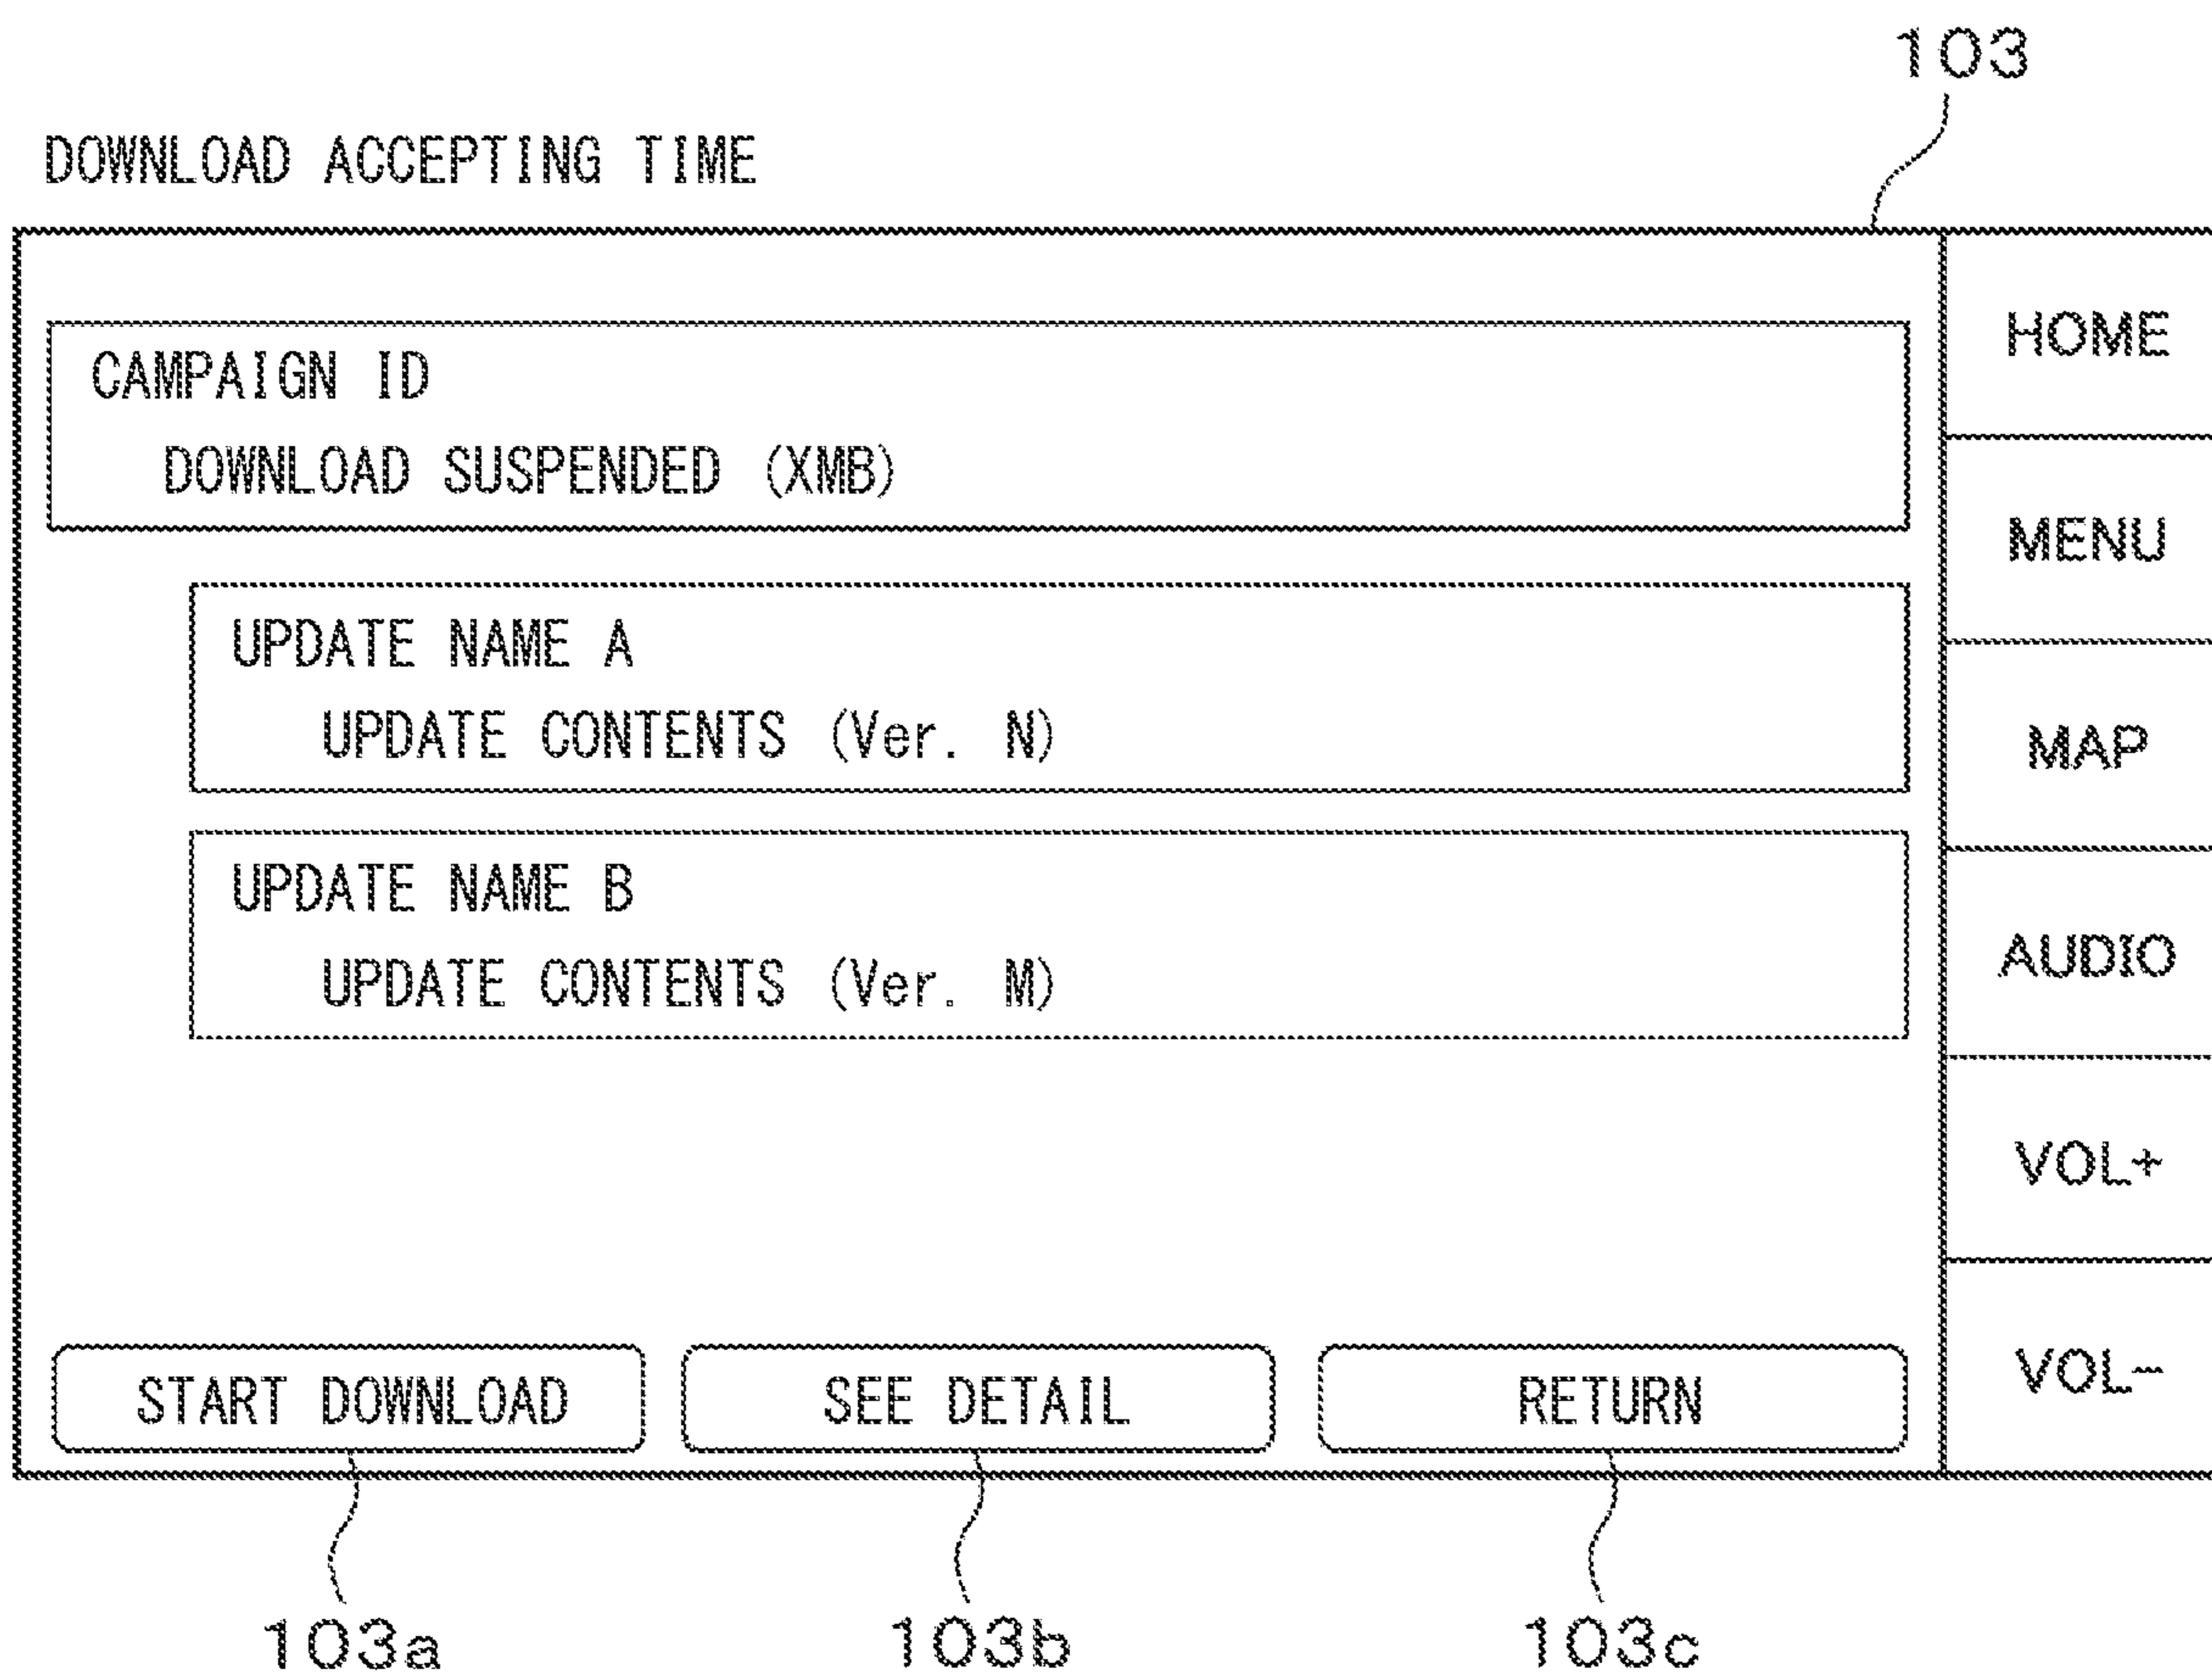 103
DOWNLOAD ACCEPTING TIME
CAMPAIGN ID
DOWNLOAD SUSPENDED (XMB)
UPDATE NAME A
UPDATE CONTENTS (Ver. N)
UPDATE NAME B
UPDATE CONTENTS (Ver. M)
START DOWNLOAD
SEE DETAIL
RETURN
HOME
MENU
MAP
AUDIO
VOL+
VOL-
103a
103b
103c